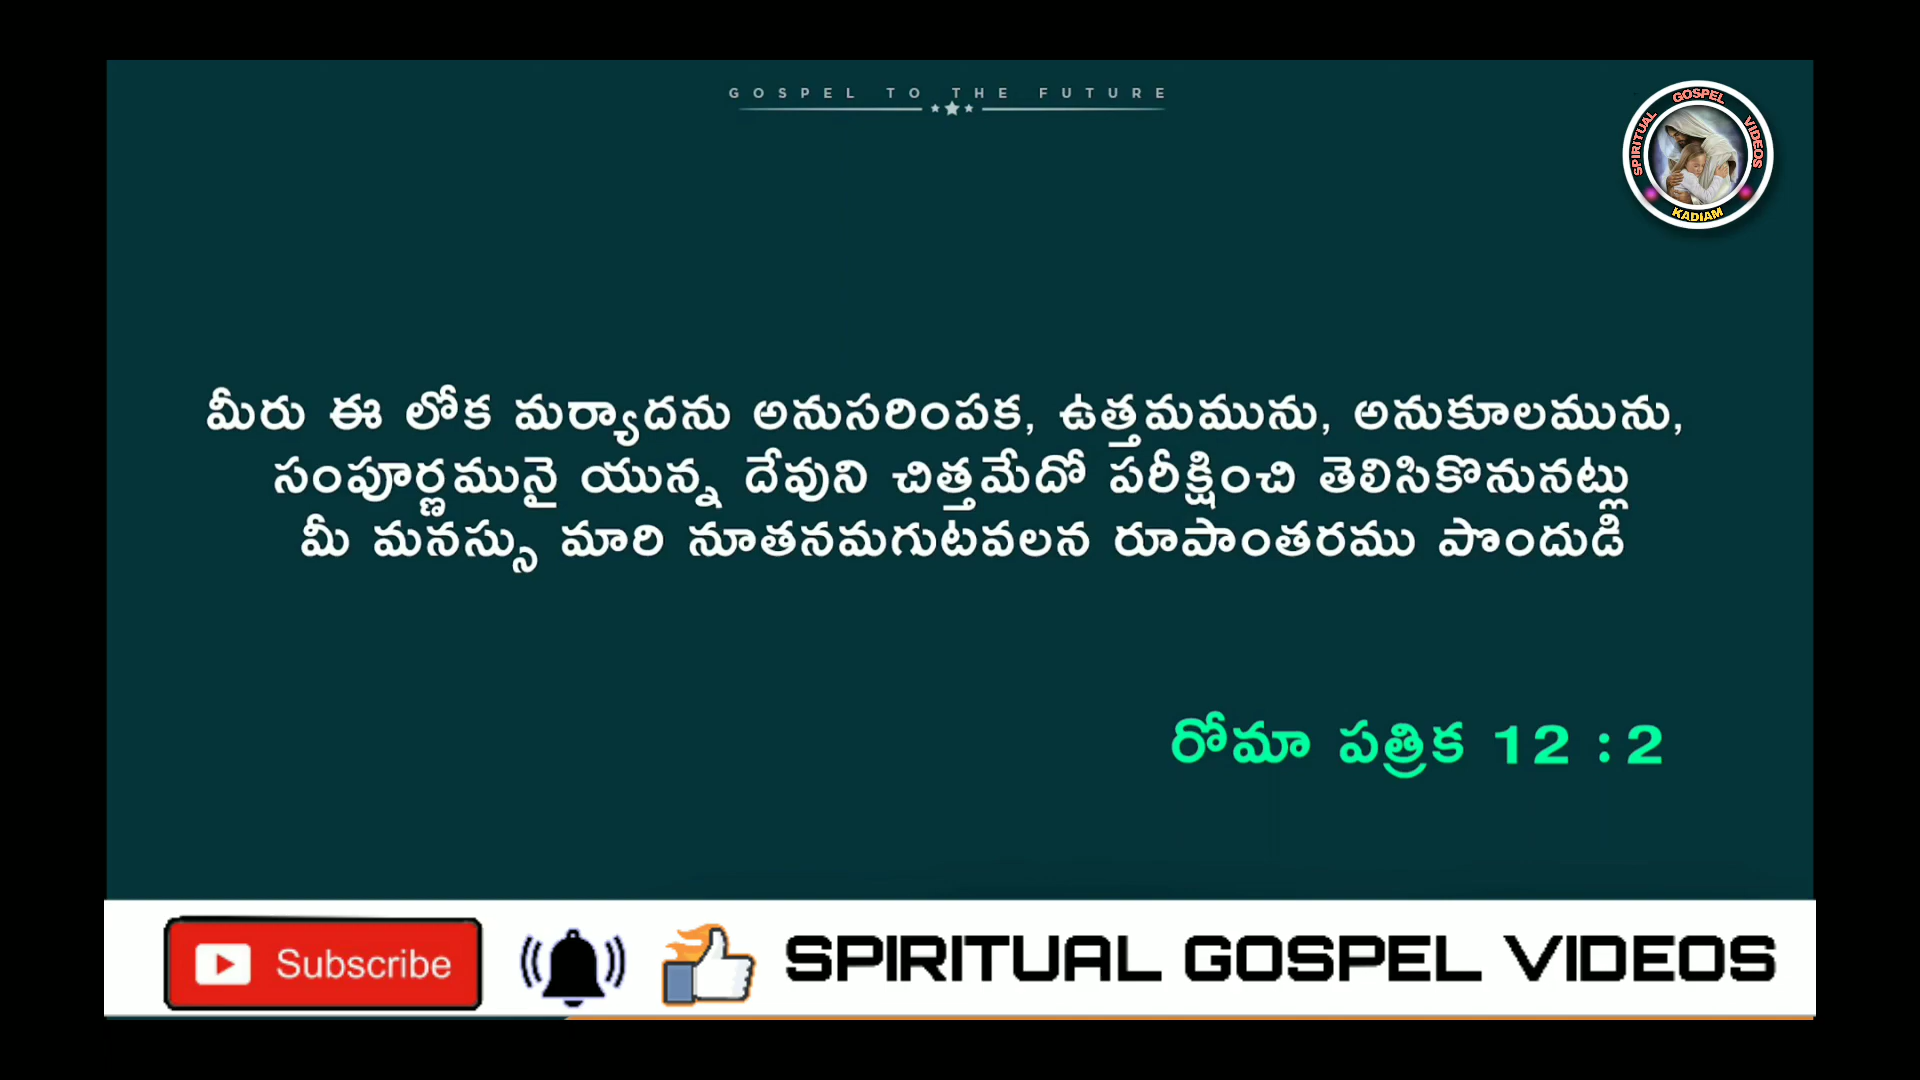 GOSPEL TO THE FUTURE
SPIRITUAL GOSPEL VIDEOS
KADIAM
మీరు ఈ లోక మర్యాదను అనుసరింపక, ఉత్తమమును, అనుకూలమును,
సంపూర్ణమునై యున్న దేవుని చిత్తమేదో పరీక్షించి తెలిసికొనునట్లు
మీ మనస్సు మారి నూతనమగుటవలన రూపాంతరము పొందుడి
రోమా పత్రిక 12 :2
Subscribe SPIRITUAL GOSPEL VIDEOS